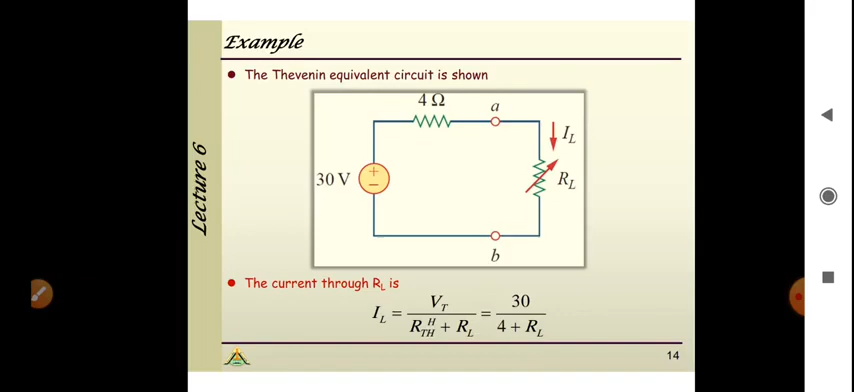 Example
The Thevenin equivalent circuit is shown
4 Ω
a
I_L
30 V
+
−
R_L
b
Lecture 6
The current through R_L is
I_L = V_T / (R_TH^H + R_L) = 30 / (4 + R_L)
14